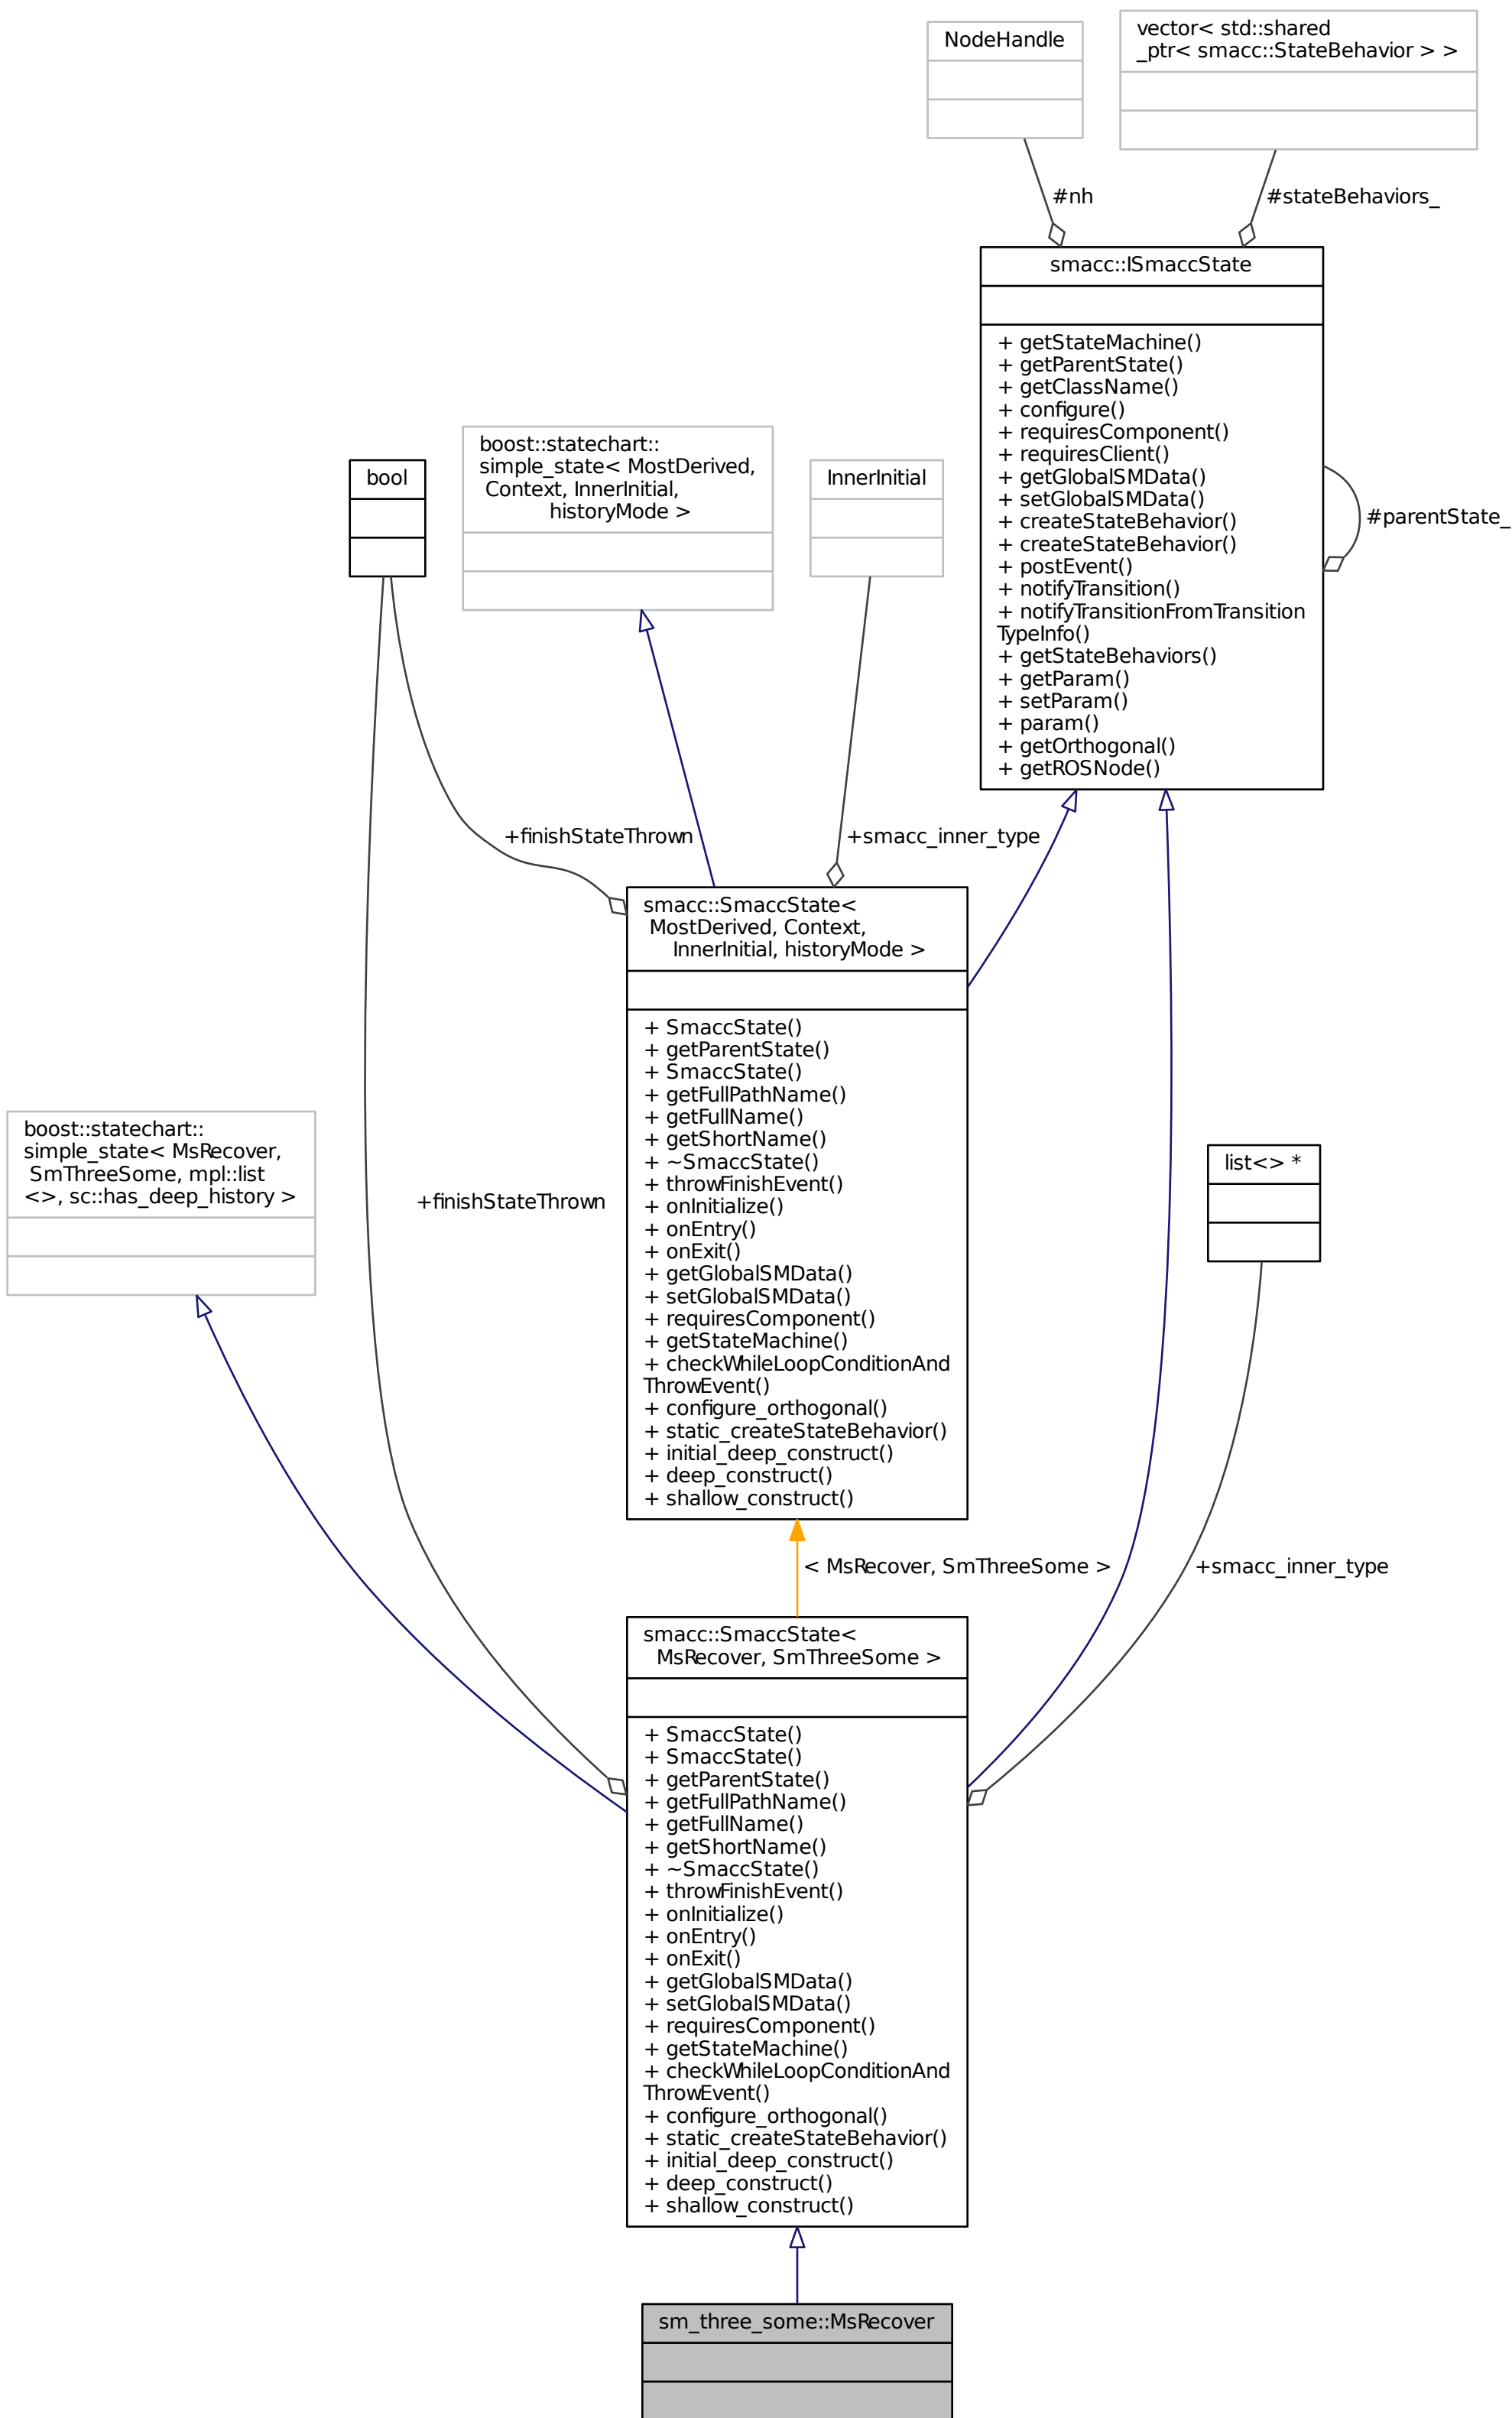 NodeHandle
vector< std::shared
_ptr< smacc::StateBehavior > >
#nh
#stateBehaviors_
smacc::ISmaccState
+ getStateMachine()
+ getParentState()
+ getClassName()
+ configure()
+ requiresComponent()
+ requiresClient()
+ getGlobalSMData()
+ setGlobalSMData()
+ createStateBehavior()
+ createStateBehavior()
+ postEvent()
+ notifyTransition()
+ notifyTransitionFromTransition
TypeInfo()
+ getStateBehaviors()
+ getParam()
+ setParam()
+ param()
+ getOrthogonal()
+ getROSNode()
#parentState_
bool
boost::statechart::
simple_state< MostDerived,
Context, InnerInitial,
historyMode >
InnerInitial
+finishStateThrown
+smacc_inner_type
smacc::SmaccState<
MostDerived, Context,
InnerInitial, historyMode >
+ SmaccState()
+ getParentState()
+ SmaccState()
+ getFullPathName()
+ getFullName()
+ getShortName()
+ ~SmaccState()
+ throwFinishEvent()
+ onInitialize()
+ onEntry()
+ onExit()
+ getGlobalSMData()
+ setGlobalSMData()
+ requiresComponent()
+ getStateMachine()
+ checkWhileLoopConditionAnd
ThrowEvent()
+ configure_orthogonal()
+ static_createStateBehavior()
+ initial_deep_construct()
+ deep_construct()
+ shallow_construct()
boost::statechart::
simple_state< MsRecover,
SmThreeSome, mpl::list
<>, sc::has_deep_history >
+finishStateThrown
list<> *
< MsRecover, SmThreeSome >
+smacc_inner_type
smacc::SmaccState<
MsRecover, SmThreeSome >
+ SmaccState()
+ SmaccState()
+ getParentState()
+ getFullPathName()
+ getFullName()
+ getShortName()
+ ~SmaccState()
+ throwFinishEvent()
+ onInitialize()
+ onEntry()
+ onExit()
+ getGlobalSMData()
+ setGlobalSMData()
+ requiresComponent()
+ getStateMachine()
+ checkWhileLoopConditionAnd
ThrowEvent()
+ configure_orthogonal()
+ static_createStateBehavior()
+ initial_deep_construct()
+ deep_construct()
+ shallow_construct()
sm_three_some::MsRecover